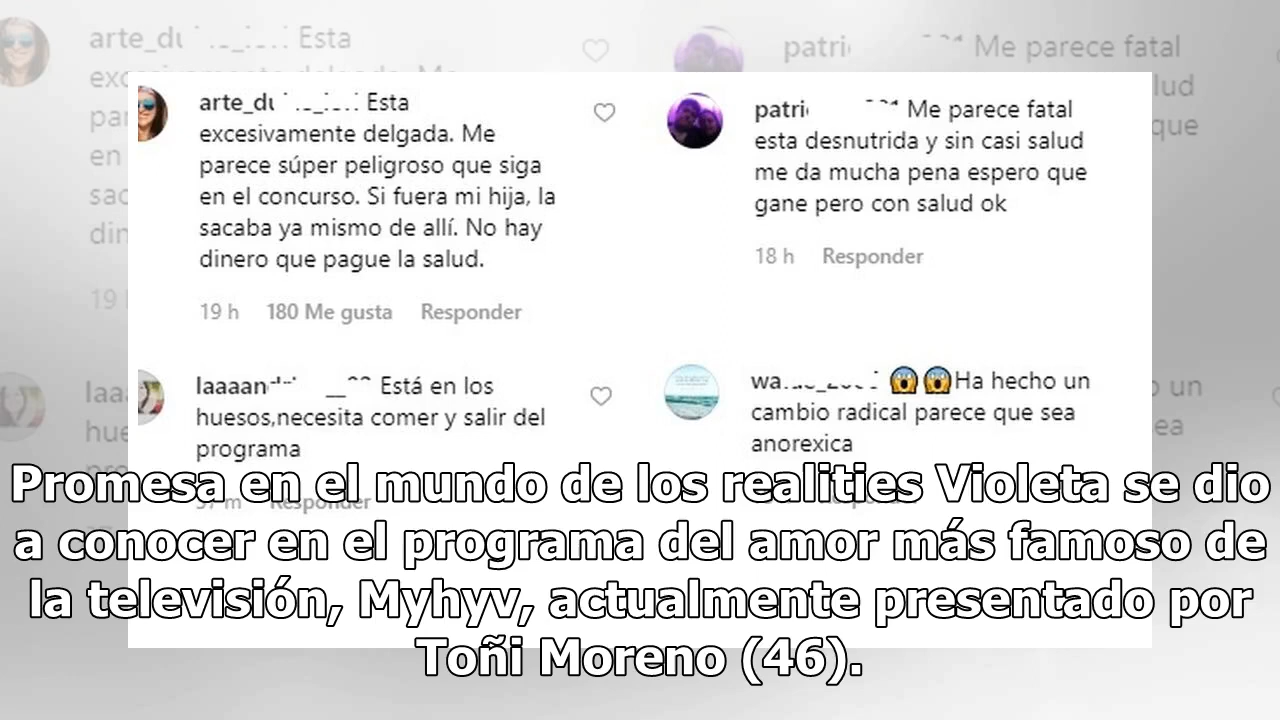 arte_du Esta
excesivamente delgada. Me
parece súper peligroso que siga
en el concurso. Si fuera mi hija, la
sacaba ya mismo de allí. No hay
dinero que pague la salud.
19 h 180 Me gusta Responder
patri Me parece fatal
esta desnutrida y sin casi salud
me da mucha pena espero que
gane pero con salud ok
18 h Responder
laaaan Está en los
huesos,necesita comer y salir del
programa
Responder
wa 😱😱Ha hecho un
cambio radical parece que sea
anorexica
Promesa en el mundo de los realities Violeta se dio
a conocer en el programa del amor más famoso de
la televisión, Myhyv, actualmente presentado por
Toñi Moreno (46).